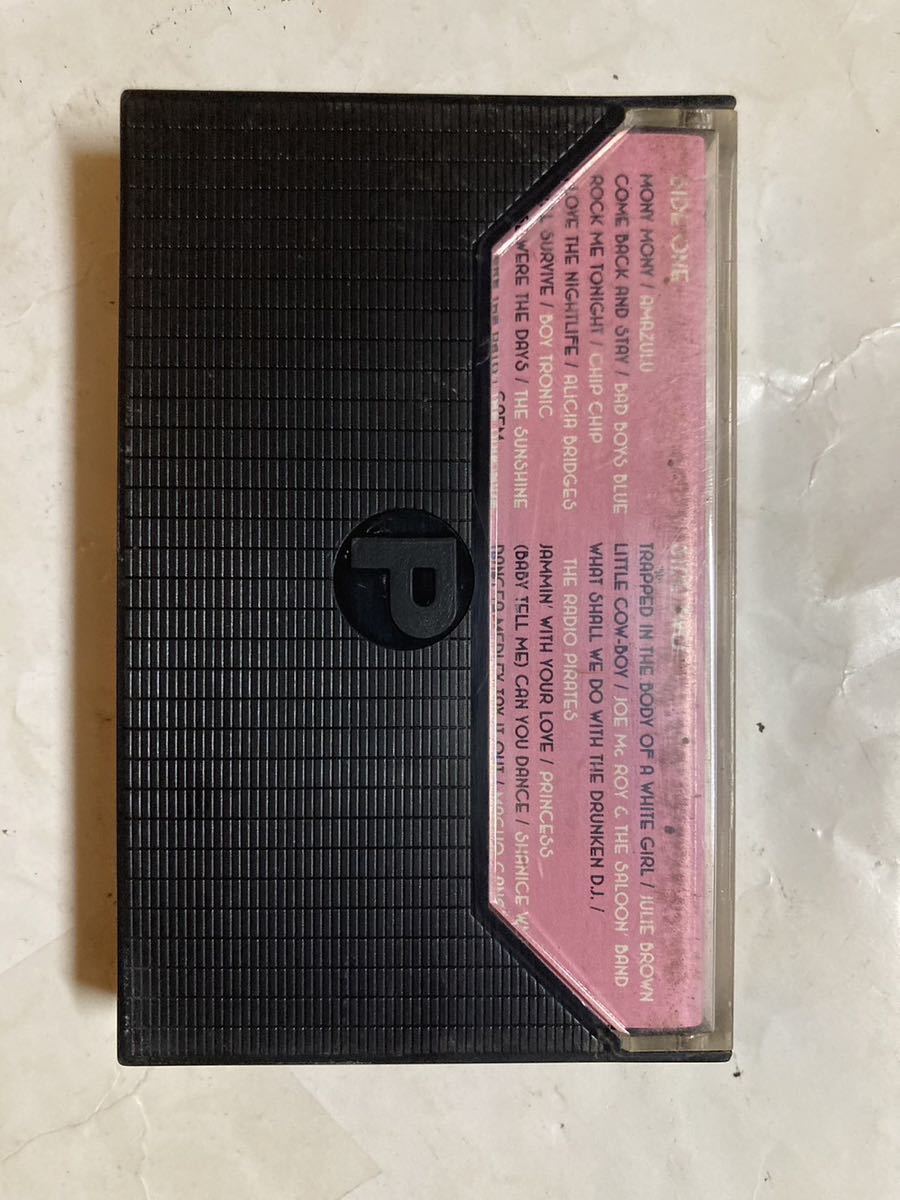 SIDE ONE
MONY MONY / AMAZULU
COME BACK AND STAY / BAD BOYS BLUE
ROCK ME TONIGHT / CHIP CHIP
LOVE THE NIGHTLIFE / ALICIA BRIDGES
SURVIVE / BOY TRONIC
WERE THE DAYS / THE SUNSHINE
TRAPPED IN THE BODY OF A WHITE GIRL / JULIE BROWN
LITTLE COW-BOY / JOE Mc ROY & THE SALOON' BAND
WHAT SHALL WE DO WITH THE DRUNKEN D.J. /
THE RADIO PIRATES
JAMMIN' WITH YOUR LOVE / PRINCESS
(BABY TELL ME) CAN YOU DANCE / SHANICE W
DANCER MEDLEY OUT /
P